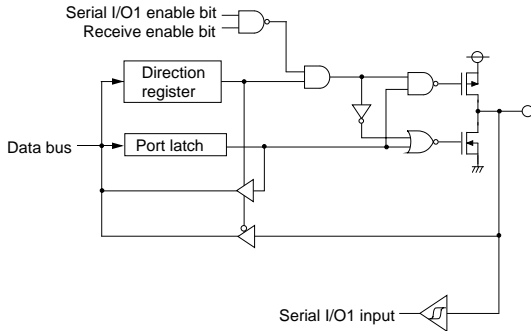 Serial I/O1 enable bit
Receive enable bit
Direction
register
Data bus
Port latch
Serial I/O1 input